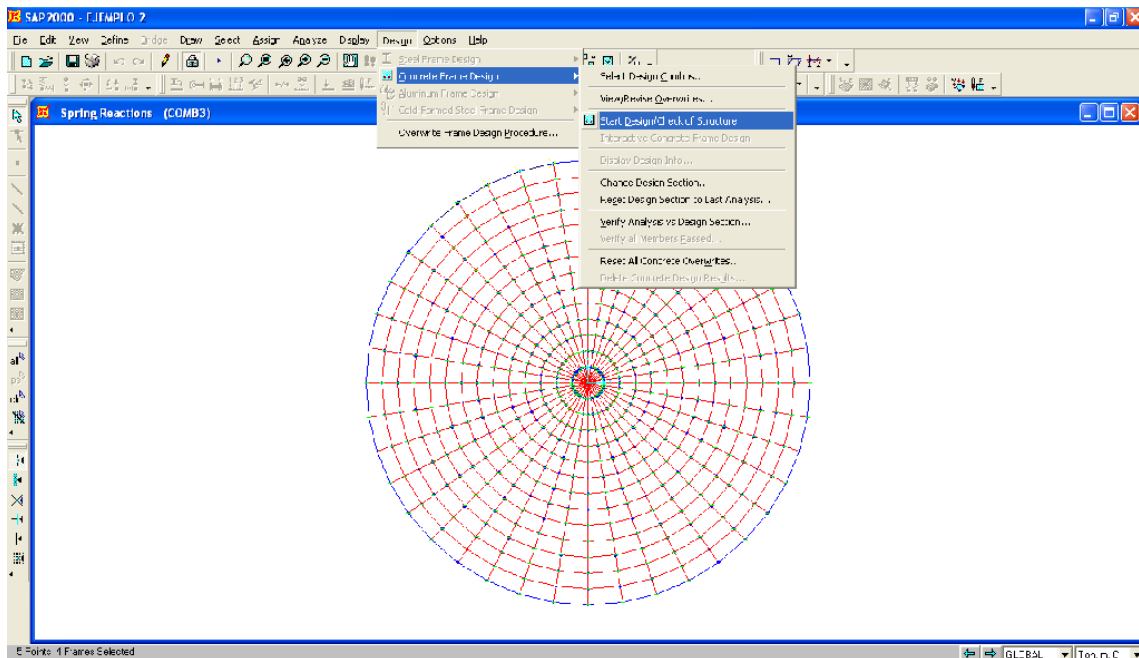 SAP2000 - EJEMPLO 2
File Edit View Define Bridge Draw Select Assign Analyze Display Design Options Help
Steel Frame Design
Concrete Frame Design
Aluminum Frame Design
Cold Formed Steel Frame Design
Overwrite Frame Design Procedure...
Select Design Combos...
View/Revise Overwrites...
Start Design/Check of Structure
Interactive Concrete Frame Design
Display Design Info...
Change Design Section...
Reset Design Section to Last Analysis...
Verify Analysis vs Design Section...
Verify all Members Passed...
Reset All Concrete Overwrites...
Delete Concrete Design Results...
Spring Reactions (COMB3)
5 Points 4 Frames Selected
GLOBAL
Ton, m, C